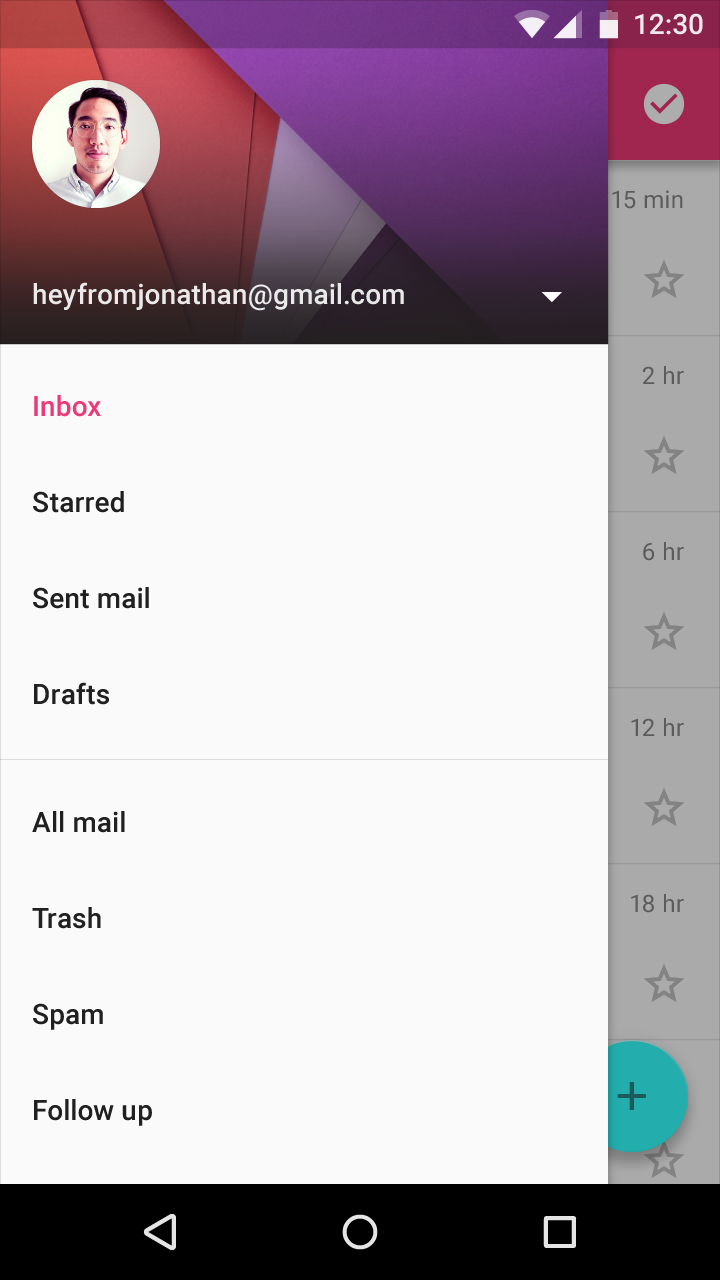 12:30
15 min
heyfromjonathan@gmail.com
2 hr
Inbox
Starred
6 hr
Sent mail
Drafts
12 hr
All mail
18 hr
Trash
Spam
Follow up